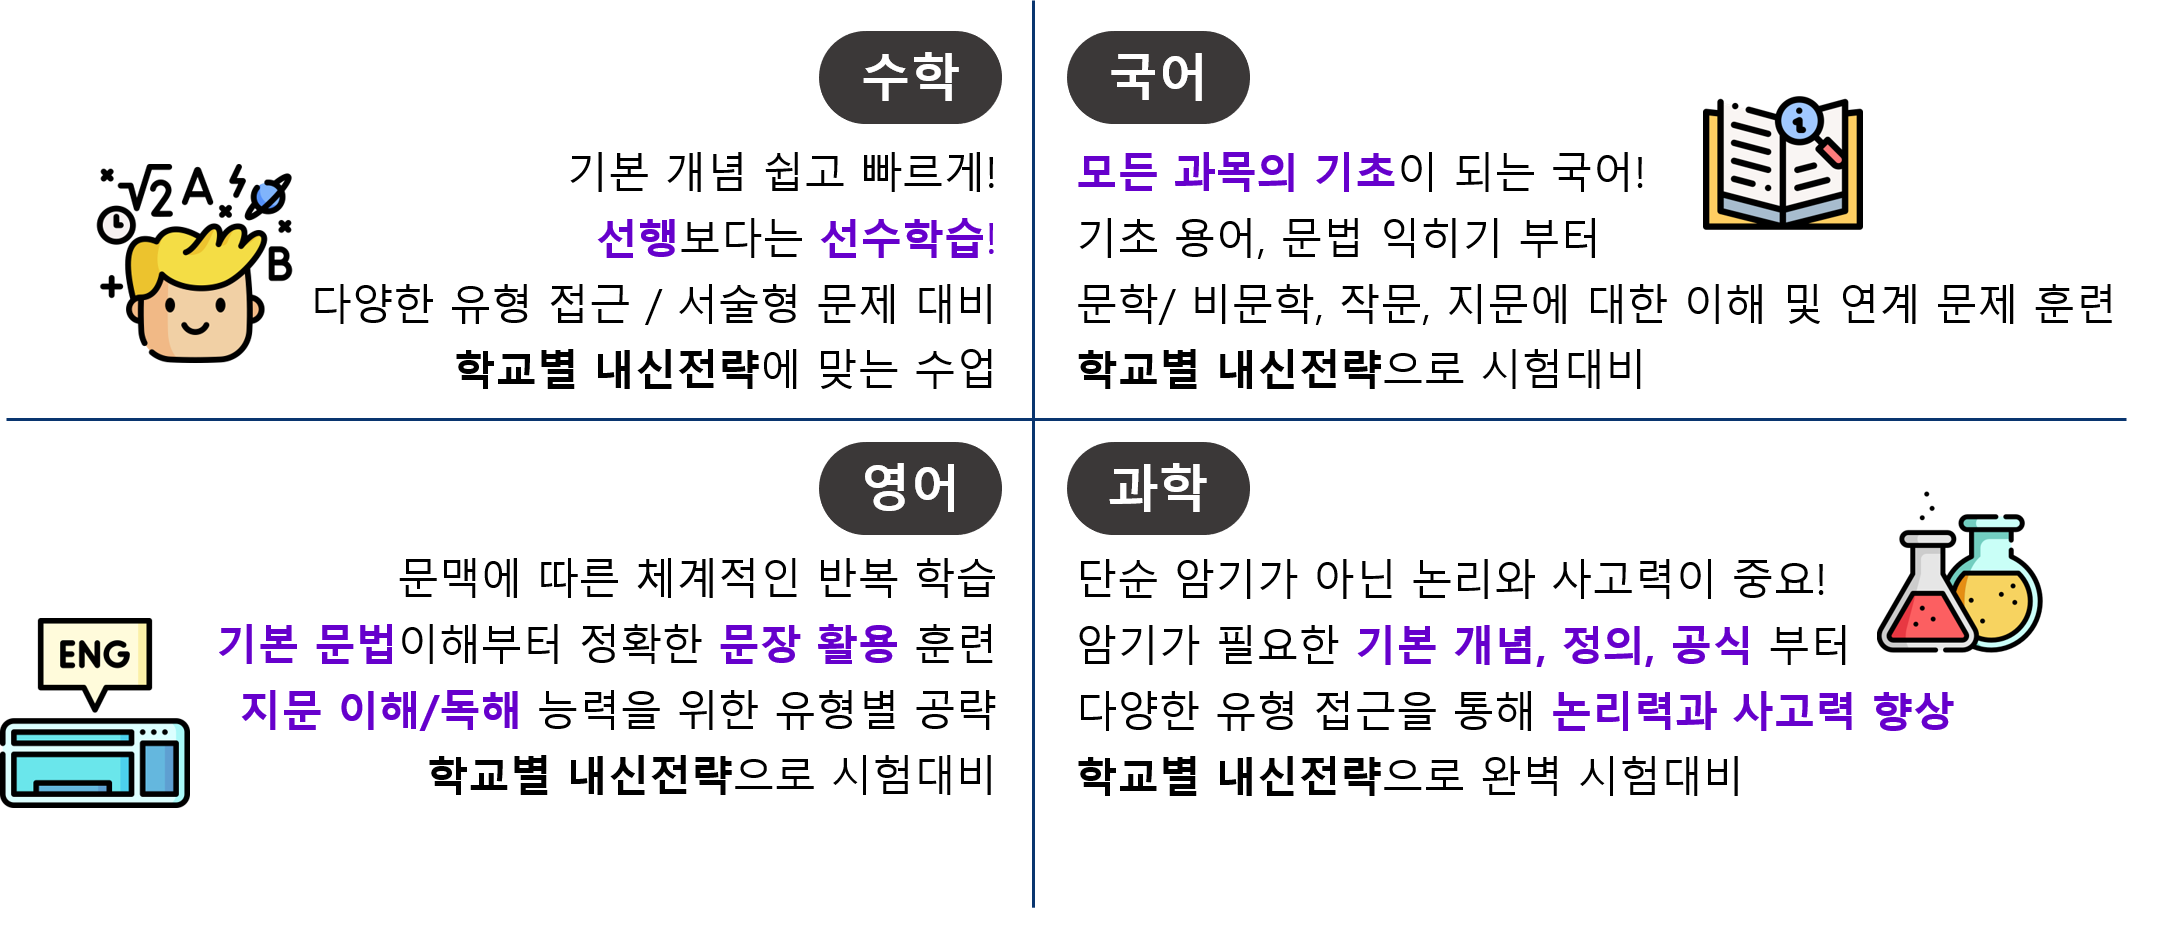 수학
기본 개념 쉽고 빠르게!
선행보다는 선수학습!
다양한 유형 접근 / 서술형 문제 대비
학교별 내신전략에 맞는 수업
√2 A
B
국어
모든 과목의 기초이 되는 국어!
기초 용어, 문법 익히기 부터
문학/ 비문학, 작문, 지문에 대한 이해 및 연계 문제 훈련
학교별 내신전략으로 시험대비
i
영어
문맥에 따른 체계적인 반복 학습
기본 문법이해부터 정확한 문장 활용 훈련
지문 이해/독해 능력을 위한 유형별 공략
학교별 내신전략으로 시험대비
ENG
과학
단순 암기가 아닌 논리와 사고력이 중요!
암기가 필요한 기본 개념, 정의, 공식 부터
다양한 유형 접근을 통해 논리력과 사고력 향상
학교별 내신전략으로 완벽 시험대비